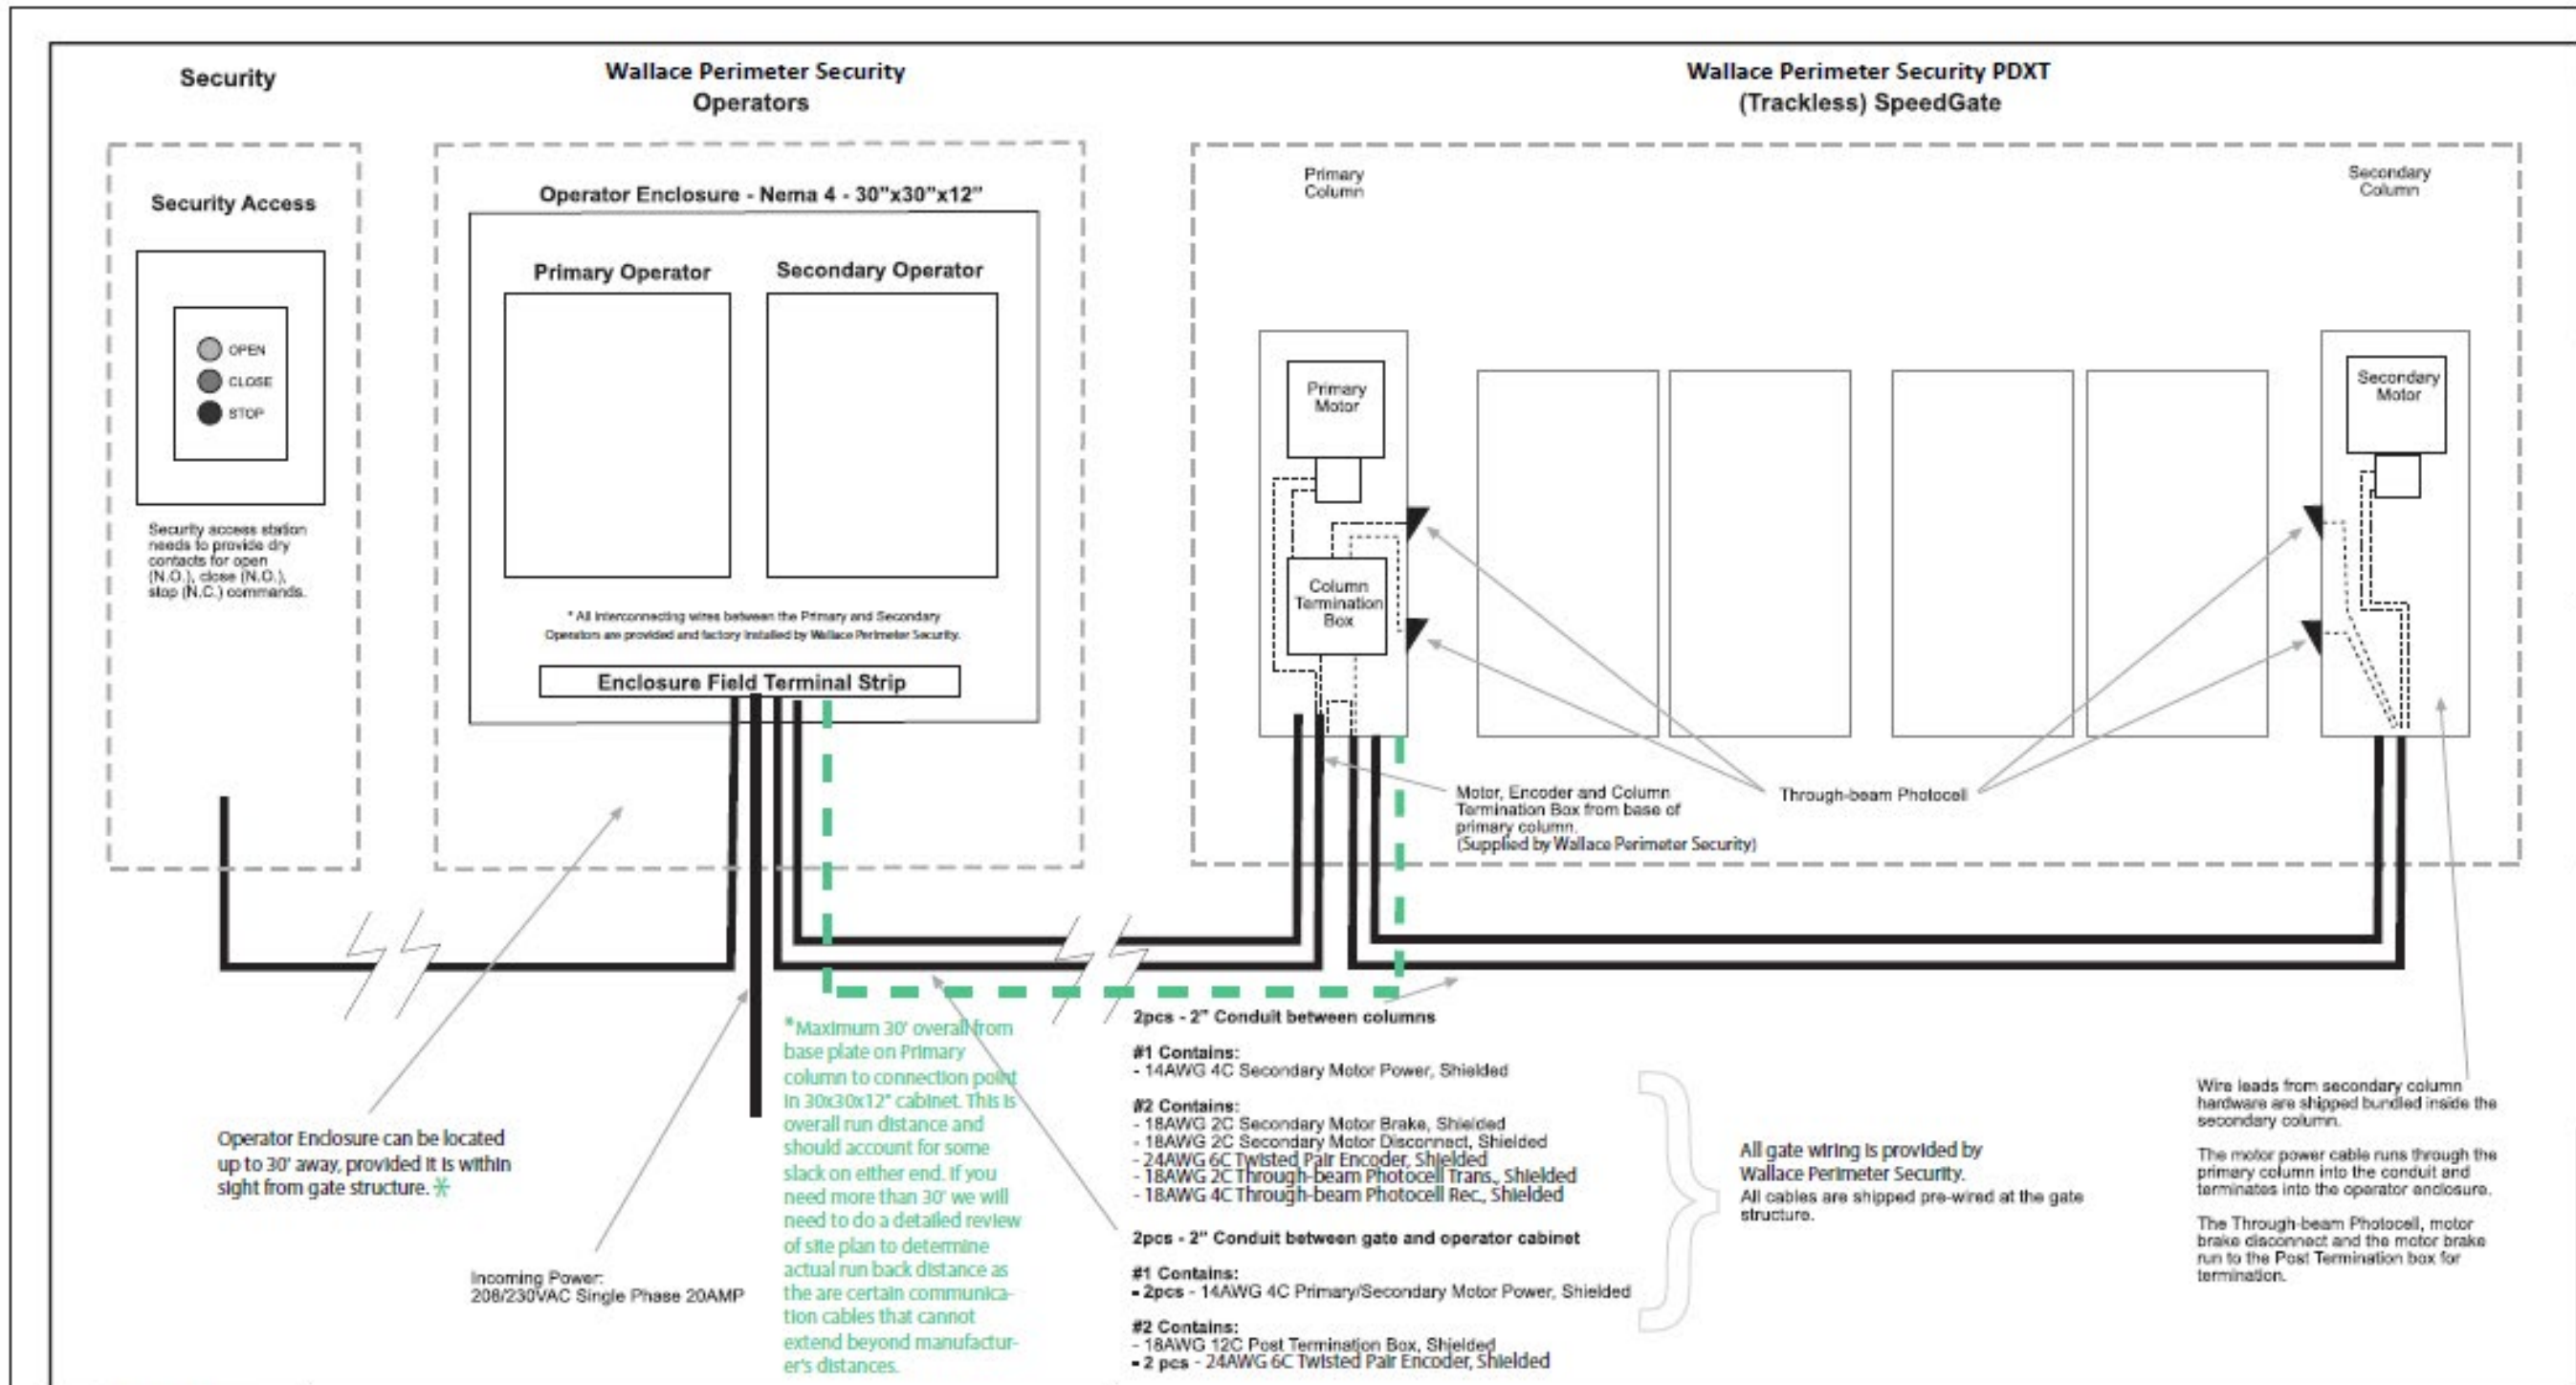 Security
Wallace Perimeter Security
Operators
Wallace Perimeter Security PDXT
(Trackless) SpeedGate
Security Access
OPEN
CLOSE
STOP
Security access station
needs to provide dry
contacts for open
(N.O.), close (N.O.),
stop (N.C.) commands.
Operator Enclosure - Nema 4 - 30"x30"x12"
Primary Operator
Secondary Operator
* All interconnecting wires between the Primary and Secondary
Operators are provided and factory installed by Wallace Perimeter Security.
Enclosure Field Terminal Strip
Primary
Column
Secondary
Column
Primary
Motor
Secondary
Motor
Column
Termination
Box
Motor, Encoder and Column
Termination Box from base of
primary column.
(Supplied by Wallace Perimeter Security)
Through-beam Photocell
Operator Enclosure can be located
up to 30' away, provided it is within
sight from gate structure. *
Incoming Power:
208/230VAC Single Phase 20AMP
*Maximum 30' overall from
base plate on Primary
column to connection point
in 30x30x12" cabinet. This is
overall run distance and
should account for some
slack on either end. If you
need more than 30' we will
need to do a detailed review
of site plan to determine
actual run back distance as
the are certain communica-
tion cables that cannot
extend beyond manufactur-
er's distances.
2pcs - 2" Conduit between columns
#1 Contains:
- 14AWG 4C Secondary Motor Power, Shielded
#2 Contains:
- 18AWG 2C Secondary Motor Brake, Shielded
- 18AWG 2C Secondary Motor Disconnect, Shielded
- 24AWG 6C Twisted Pair Encoder, Shielded
- 18AWG 2C Through-beam Photocell Trans., Shielded
- 18AWG 4C Through-beam Photocell Rec., Shielded
2pcs - 2" Conduit between gate and operator cabinet
#1 Contains:
- 2pcs - 14AWG 4C Primary/Secondary Motor Power, Shielded
#2 Contains:
- 18AWG 12C Post Termination Box, Shielded
- 2 pcs - 24AWG 6C Twisted Pair Encoder, Shielded
All gate wiring is provided by
Wallace Perimeter Security.
All cables are shipped pre-wired at the gate
structure.
Wire leads from secondary column
hardware are shipped bundled inside the
secondary column.
The motor power cable runs through the
primary column into the conduit and
terminates into the operator enclosure.
The Through-beam Photocell, motor
brake disconnect and the motor brake
run to the Post Termination box for
termination.